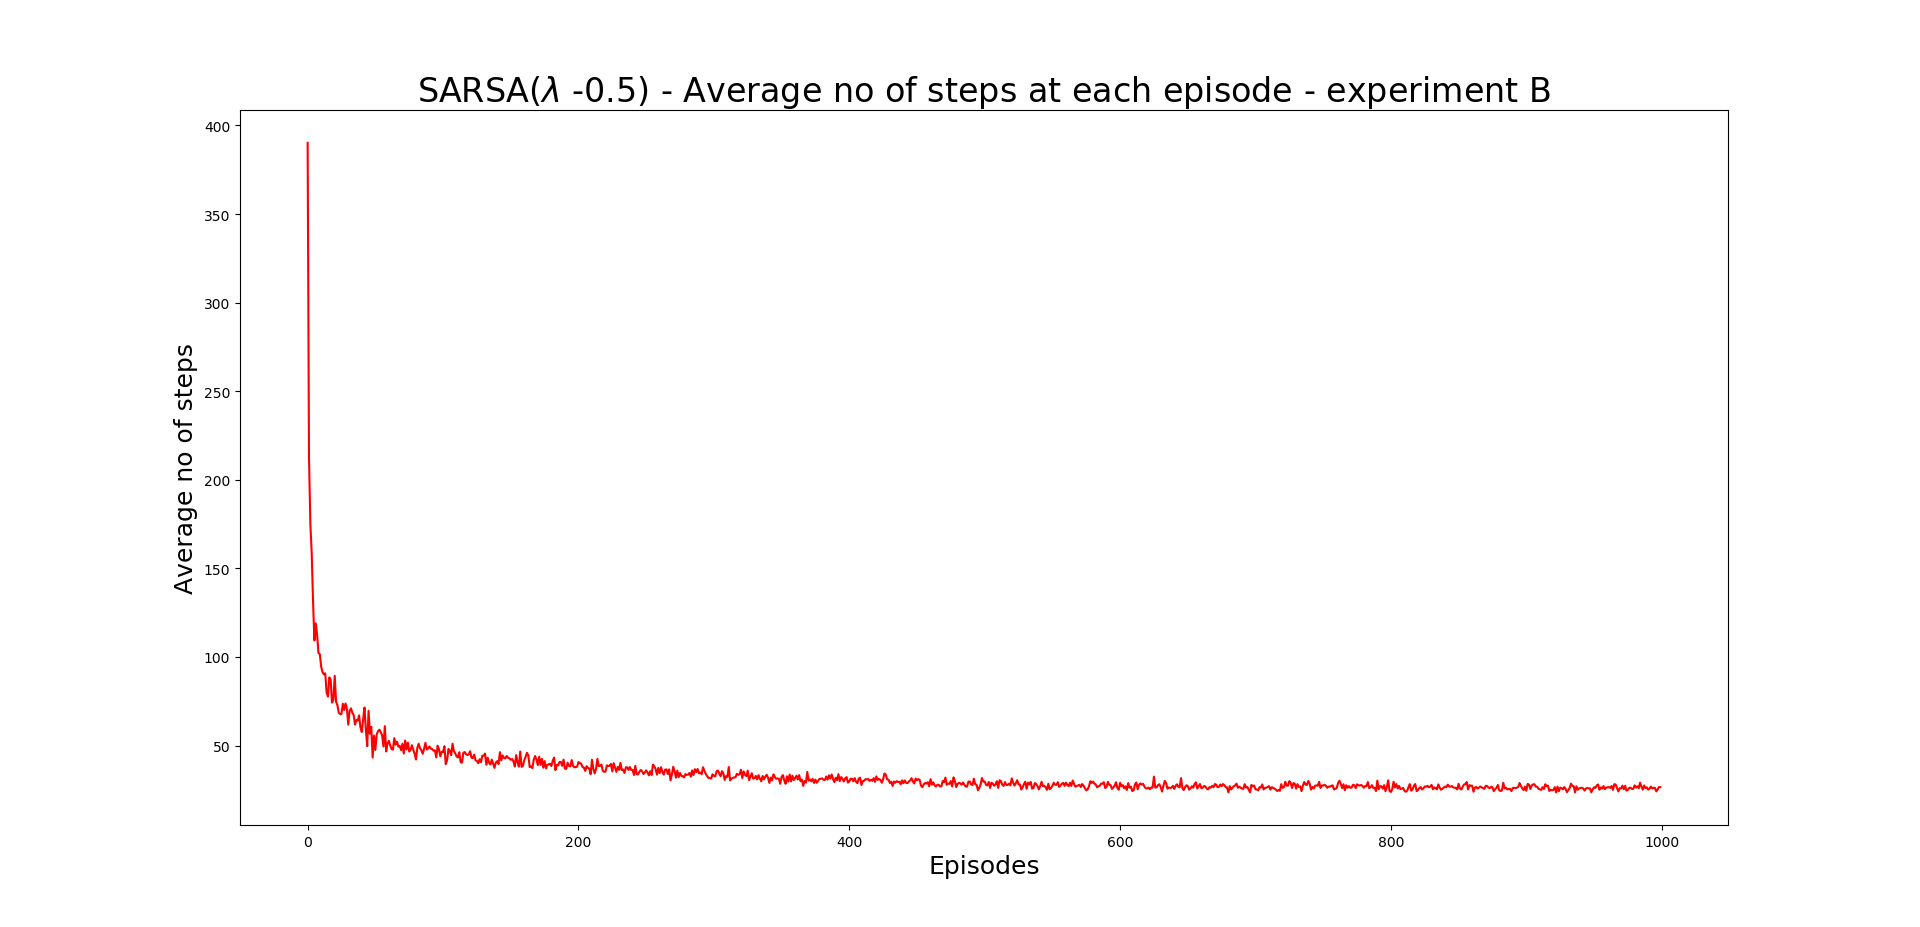 SARSA(λ -0.5) - Average no of steps at each episode - experiment B
400
350
300
250
200
150
100
50
Average no of steps
0 200 400 600 800 1000
Episodes